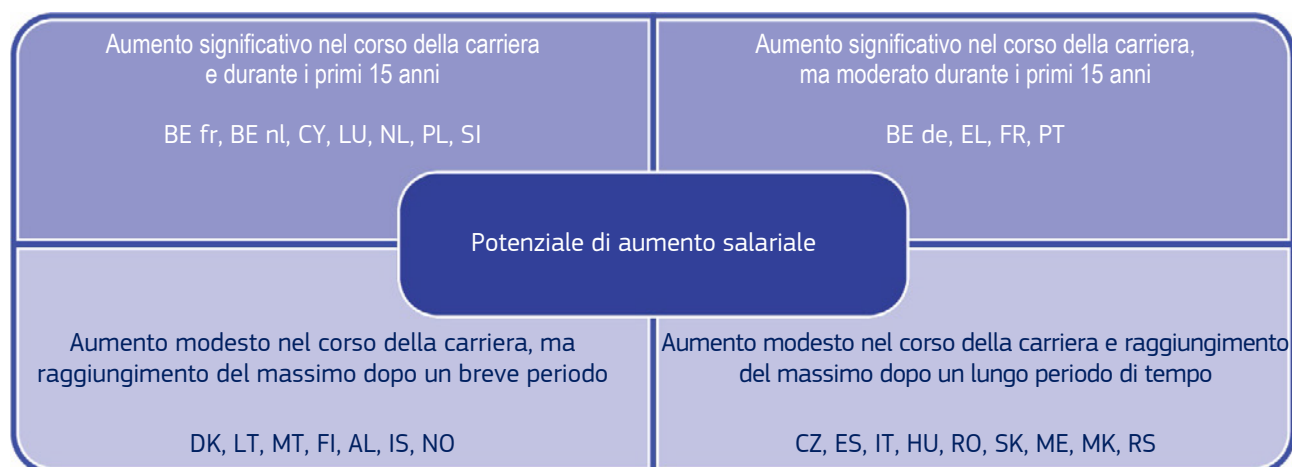 Aumento significativo nel corso della carriera
e durante i primi 15 anni
BE fr, BE nl, CY, LU, NL, PL, SI
Aumento significativo nel corso della carriera,
ma moderato durante i primi 15 anni
BE de, EL, FR, PT
Potenziale di aumento salariale
Aumento modesto nel corso della carriera, ma
raggiungimento del massimo dopo un breve periodo
DK, LT, MT, FI, AL, IS, NO
Aumento modesto nel corso della carriera e raggiungimento
del massimo dopo un lungo periodo di tempo
CZ, ES, IT, HU, RO, SK, ME, MK, RS